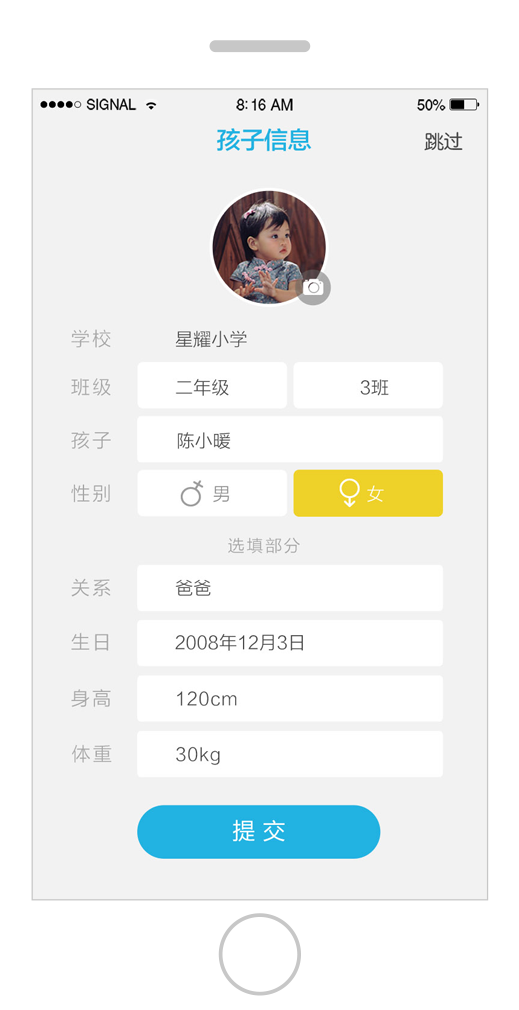 SIGNAL 8:16 AM 50%
孩子信息 跳过
学校 星耀小学
班级 二年级 3班
孩子 陈小暖
性别 男 女
选填部分
关系 爸爸
生日 2008年12月3日
身高 120cm
体重 30kg
提交